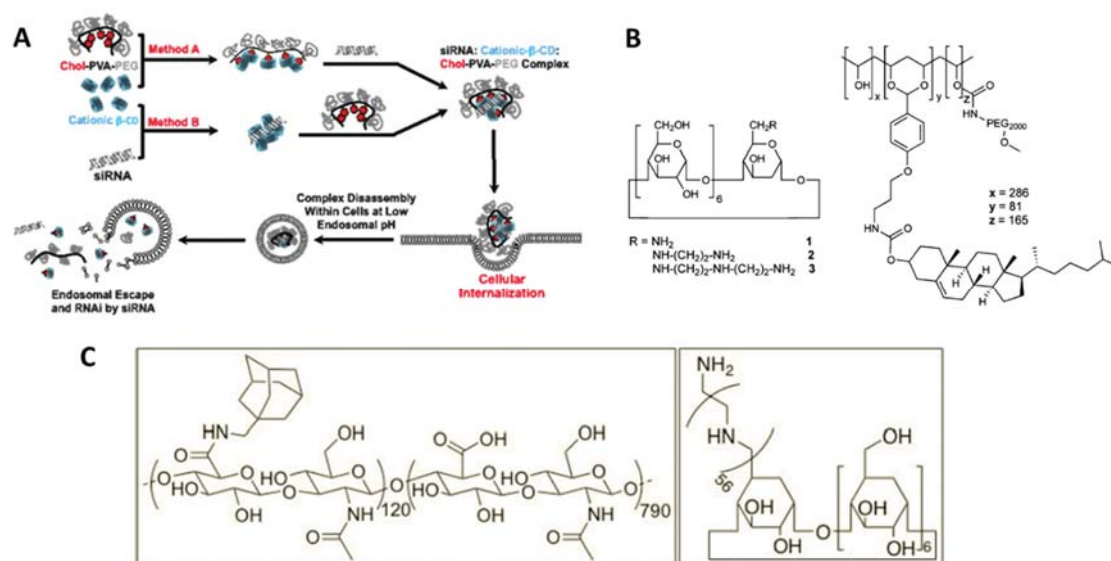 A
Chol-PVA-PEG
Cationic β-CD
siRNA
Method A
Method B
siRNA: Cationic-β-CD:
Chol-PVA-PEG Complex
Complex Disassembly
Within Cells at Low
Endosomal pH
Cellular
Internalization
Endosomal Escape
and RNAi by siRNA
B
OH
x
O
O
y
O
z
O
HN
PEG2000
O
O
HN
O
O
H
H
H
x = 286
y = 81
z = 165
CH2OH
O
OH
OH
O
6
CH2R
O
OH
O
R = NH2 1
NH-(CH2)2-NH2 2
NH-(CH2)2-NH-(CH2)2-NH2 3
C
HN
O
O
HO
OH
O
HO
OH
O
NH
O
O
120
O
OH
O
HO
OH
O
HO
OH
O
NH
O
O
790
NH2
HN
56
OH
OH
O
OH
OH
OH
6